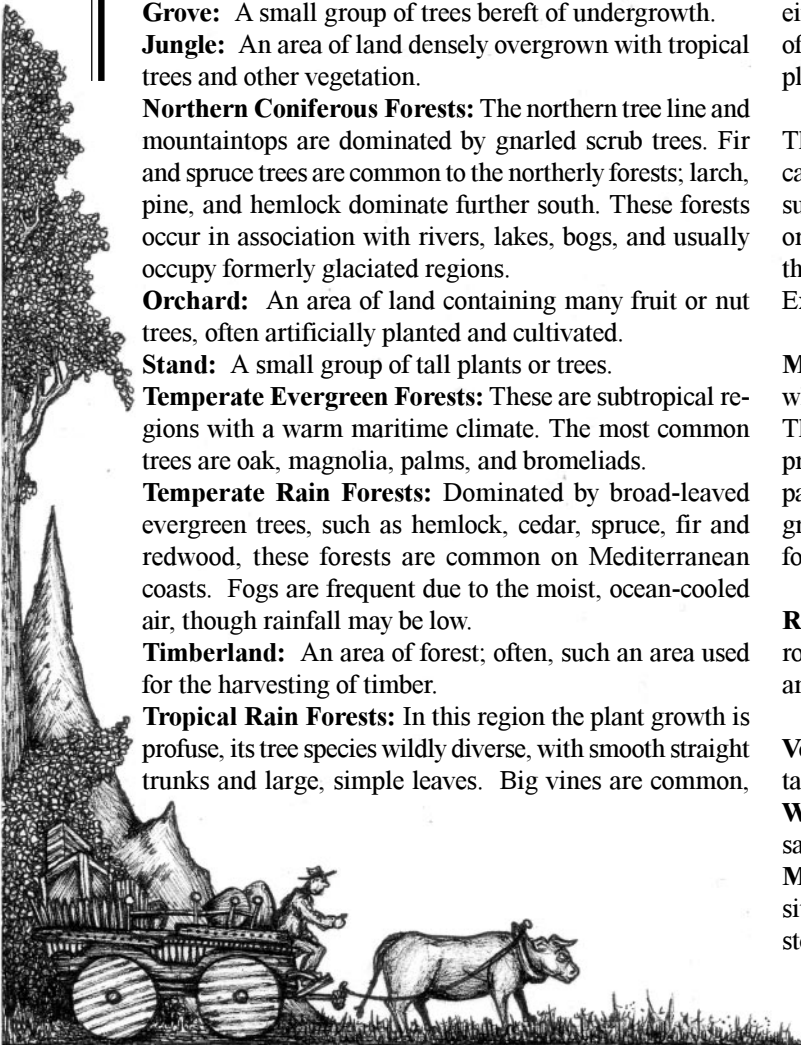 Grove: A small group of trees bereft of undergrowth.
Jungle: An area of land densely overgrown with tropical
trees and other vegetation.
Northern Coniferous Forests: The northern tree line and
mountaintops are dominated by gnarled scrub trees. Fir
and spruce trees are common to the northerly forests; larch,
pine, and hemlock dominate further south. These forests
occur in association with rivers, lakes, bogs, and usually
occupy formerly glaciated regions.
Orchard: An area of land containing many fruit or nut
trees, often artificially planted and cultivated.
Stand: A small group of tall plants or trees.
Temperate Evergreen Forests: These are subtropical re-
gions with a warm maritime climate. The most common
trees are oak, magnolia, palms, and bromeliads.
Temperate Rain Forests: Dominated by broad-leaved
evergreen trees, such as hemlock, cedar, spruce, fir and
redwood, these forests are common on Mediterranean
coasts. Fogs are frequent due to the moist, ocean-cooled
air, though rainfall may be low.
Timberland: An area of forest; often, such an area used
for the harvesting of timber.
Tropical Rain Forests: In this region the plant growth is
profuse, its tree species wildly diverse, with smooth straight
trunks and large, simple leaves. Big vines are common,